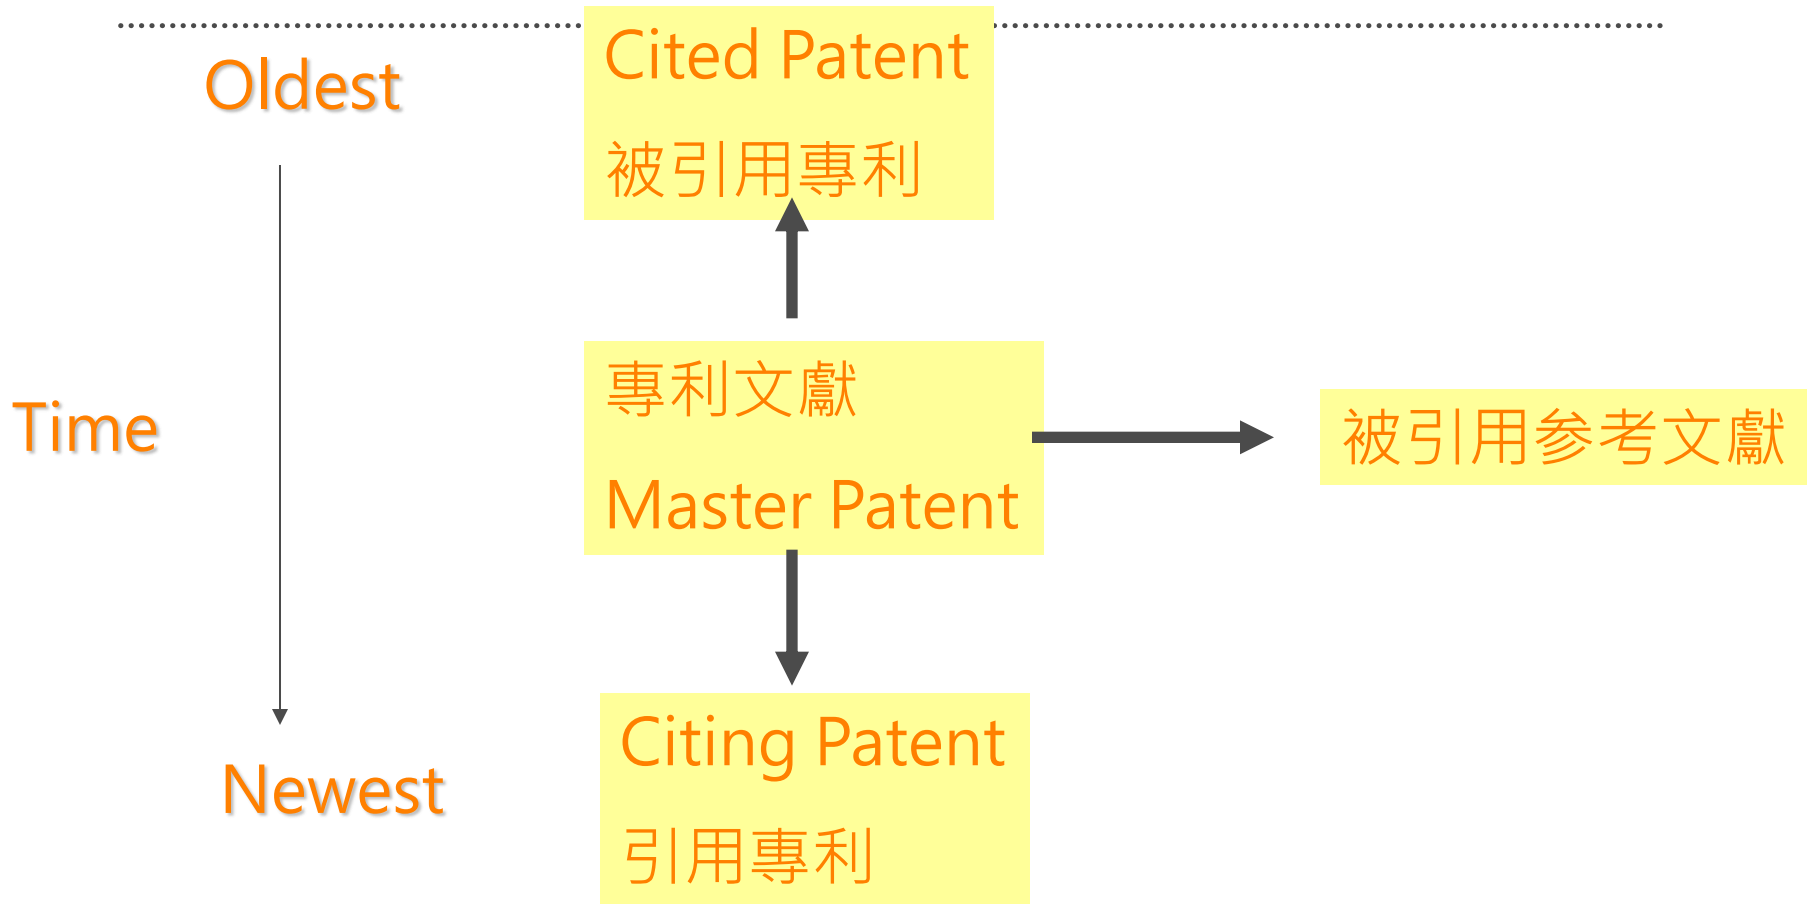 Oldest
Time
Newest
Cited Patent
被引用專利
專利文獻
Master Patent
被引用参考文獻
Citing Patent
引用專利